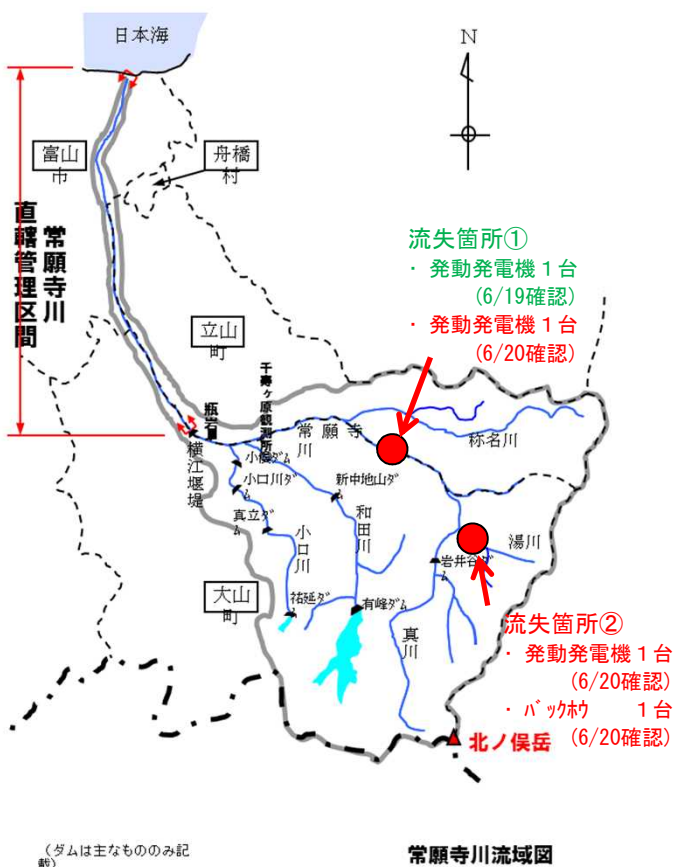 日本海
N
富山
市
舟橋
村
流失箇所①
・ 発動発電機１台
(6/19確認)
・ 発動発電機１台
(6/20確認)
常願寺川
直轄管理区間
立山
町
千寿ヶ原観測所
瓶岩
横江堰堤
常願寺
川
称名川
小俣ダム
小口川ダ
ム
新中地山ダ
ム
真立ダ
ム
小口川
和田川
岩井谷ダ
ム
湯川
大山
町
祐延ダ
ム
有峰ダム
真川
流失箇所②
・ 発動発電機１台
(6/20確認)
・ ﾊﾞｯｸﾎｳ １台
(6/20確認)
北ノ俣岳
（ダムは主なもののみ記
載）
常願寺川流域図